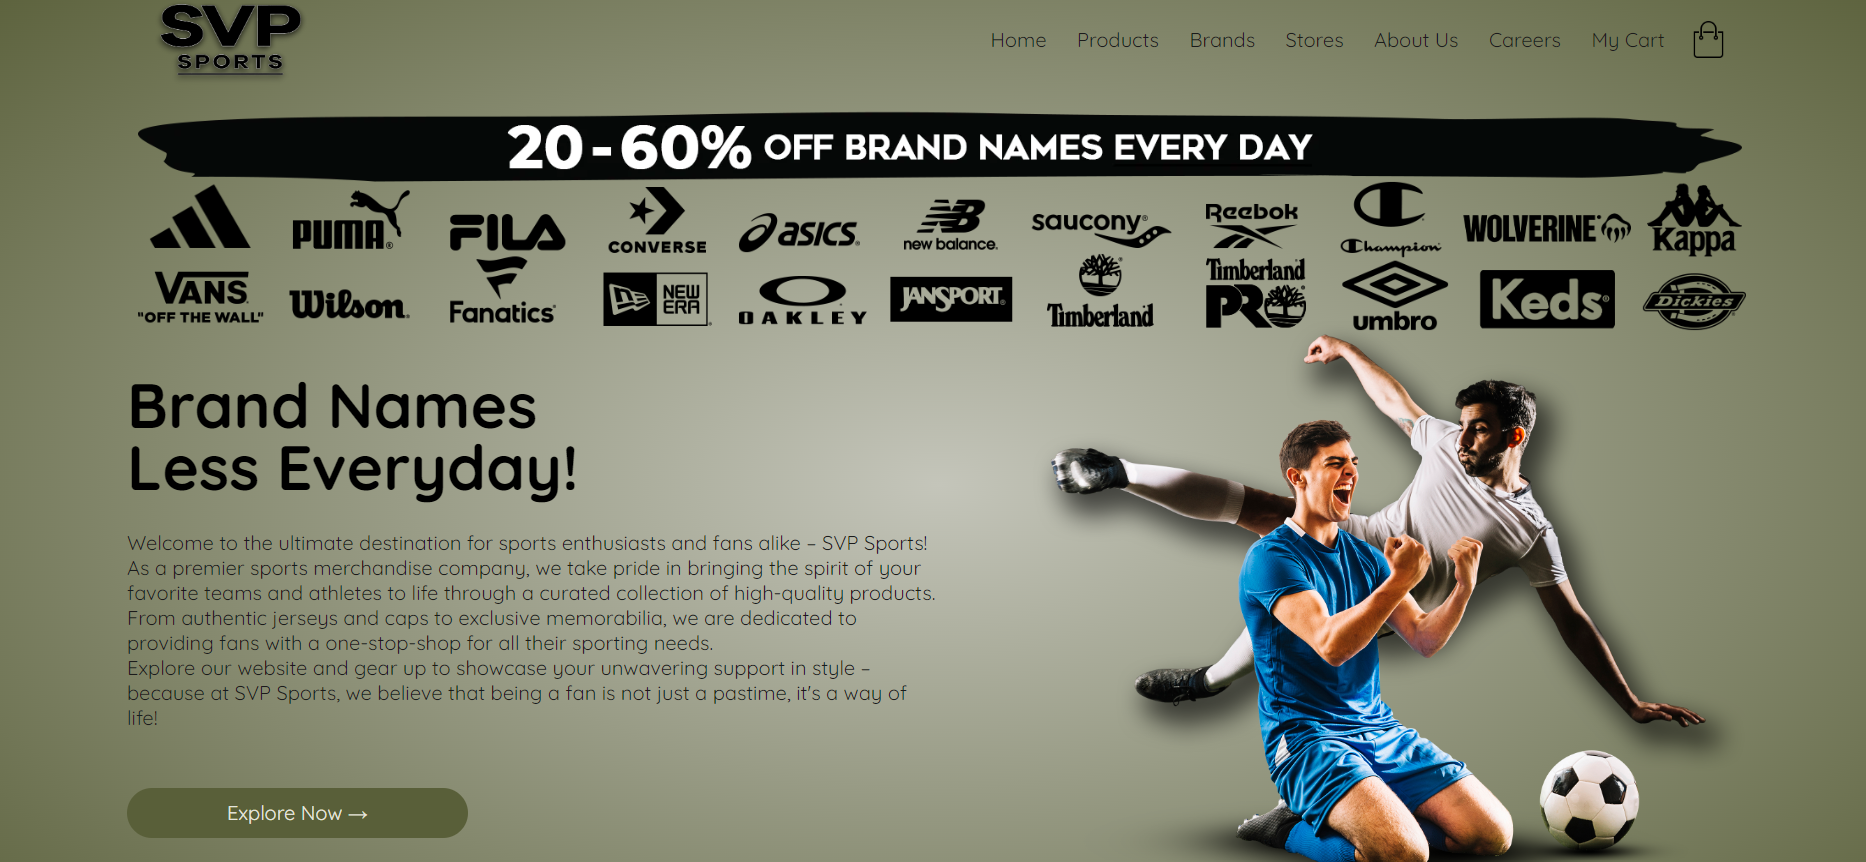 SVP
SPORTS
Home Products Brands Stores About Us Careers My Cart
20-60% OFF BRAND NAMES EVERY DAY
PUMA®
FILA
CONVERSE
asics®
NB
new balance®
saucony®
Reebok
C
Champion
WOLVERINE®
Kappa
VANS
"OFF THE WALL"
Wilson
Fanatics
NEW ERA
OAKLEY
JANSPORT®
Timberland
Timberland
PRO
umbro
Keds®
Dickies
Brand Names
Less Everyday!
Welcome to the ultimate destination for sports enthusiasts and fans alike – SVP Sports!
As a premier sports merchandise company, we take pride in bringing the spirit of your
favorite teams and athletes to life through a curated collection of high-quality products.
From authentic jerseys and caps to exclusive memorabilia, we are dedicated to
providing fans with a one-stop-shop for all their sporting needs.
Explore our website and gear up to showcase your unwavering support in style –
because at SVP Sports, we believe that being a fan is not just a pastime, it's a way of
life!
Explore Now →